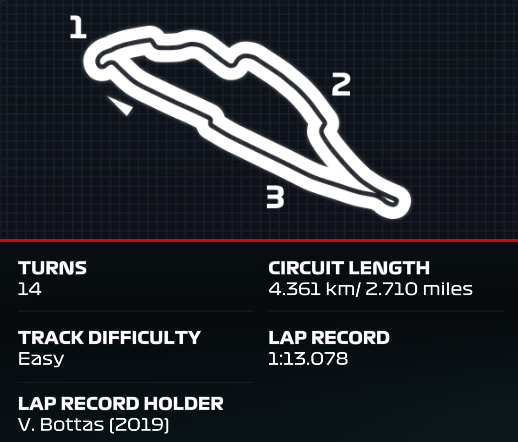 1
2
3
TURNS
14
CIRCUIT LENGTH
4.361 km/ 2.710 miles
TRACK DIFFICULTY
Easy
LAP RECORD
1:13.078
LAP RECORD HOLDER
V. Bottas (2019)